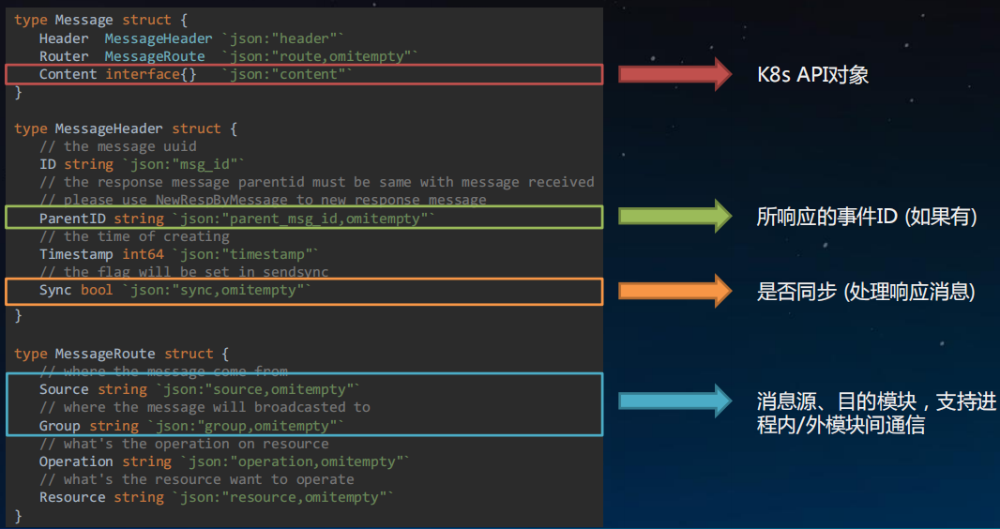 type Message struct {
Header MessageHeader `json:"header"`
Router MessageRoute `json:"route,omitempty"`
Content interface{} `json:"content"`
}
type MessageHeader struct {
// the message uuid
ID string `json:"msg_id"`
// the response message parentid must be same with message received
// please use NewRespByMessage to new response message
ParentID string `json:"parent_msg_id,omitempty"`
// the time of creating
Timestamp int64 `json:"timestamp"`
// the flag will be set in sendsync
Sync bool `json:"sync,omitempty"`
}
type MessageRoute struct {
// where the message come from
Source string `json:"source,omitempty"`
// where the message will broadcasted to
Group string `json:"group,omitempty"`
// what's the operation on resource
Operation string `json:"operation,omitempty"`
// what's the resource want to operate
Resource string `json:"resource,omitempty"`
}
K8s API对象
所响应的事件ID (如果有)
是否同步 (处理响应消息)
消息源、目的模块，支持进
程内/外模块间通信